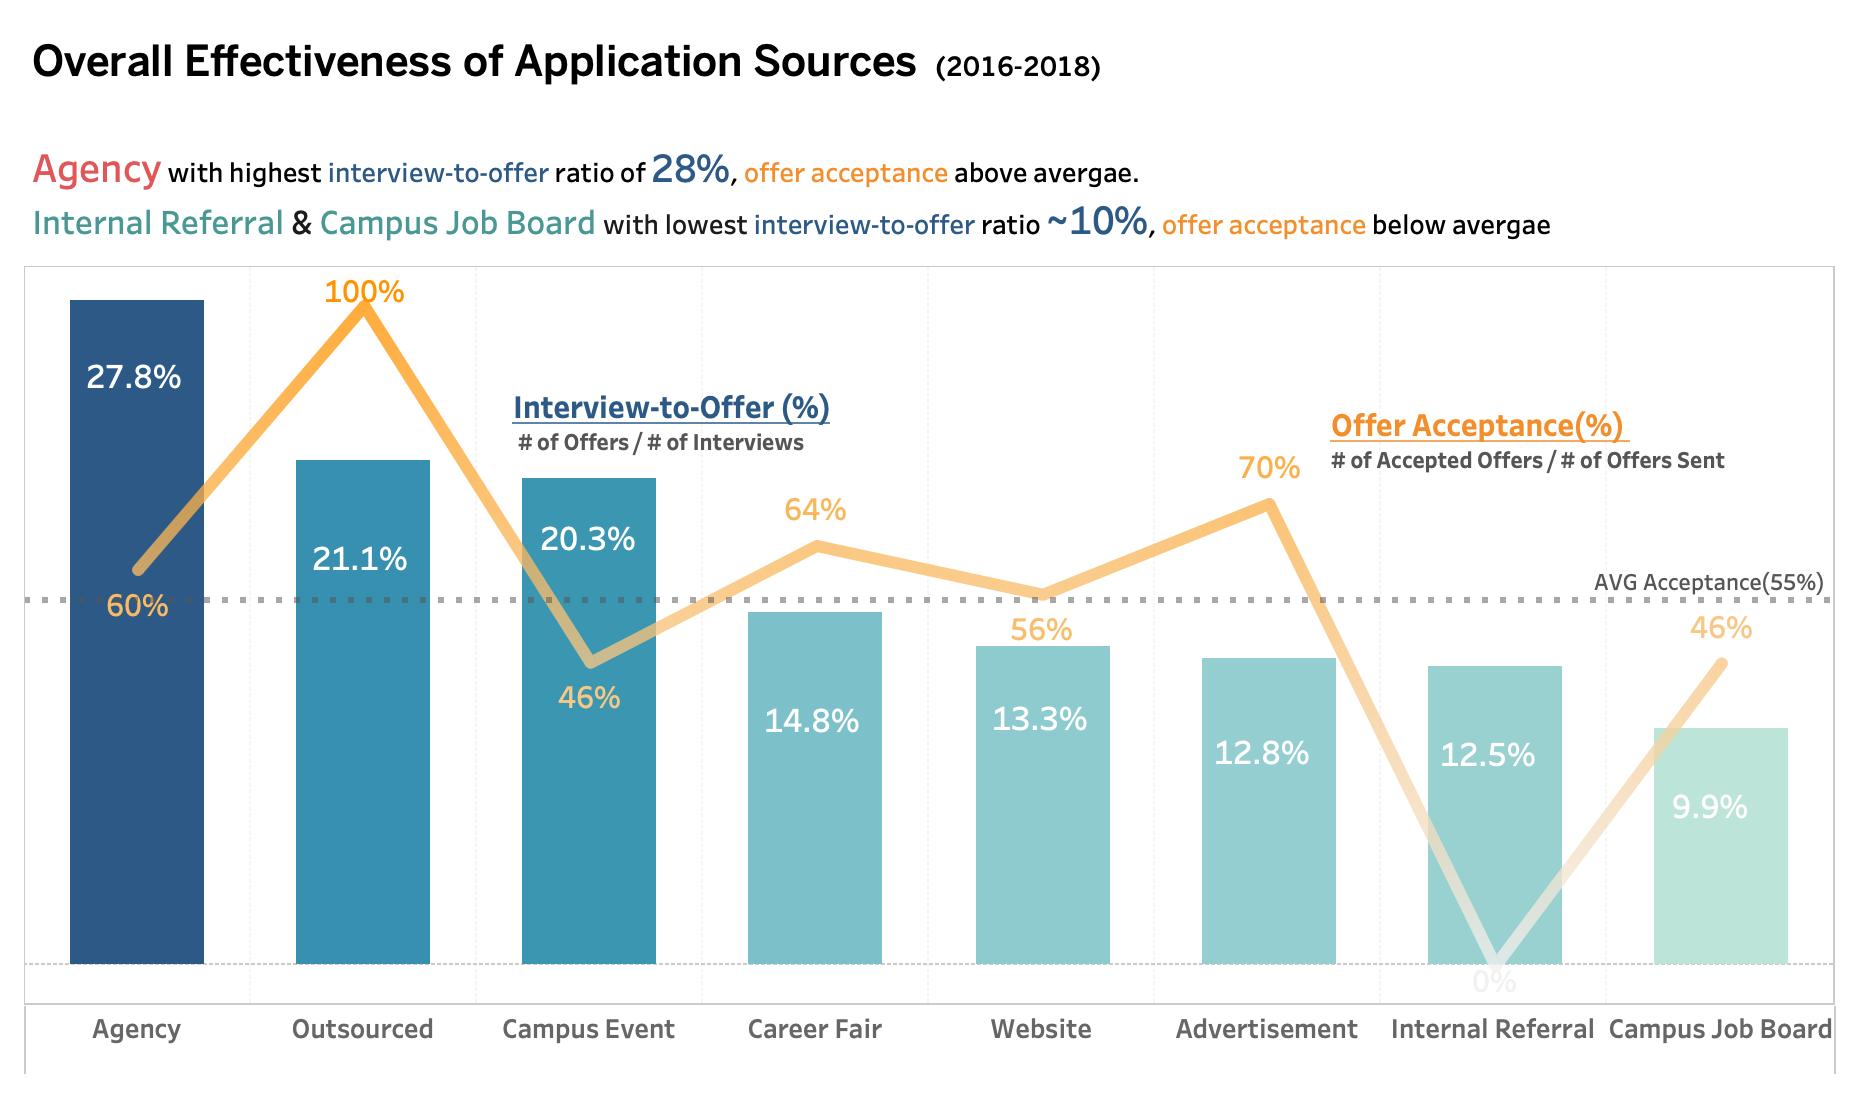 Overall Effectiveness of Application Sources (2016-2018)
Agency with highest interview-to-offer ratio of 28%, offer acceptance above avergae.
Internal Referral & Campus Job Board with lowest interview-to-offer ratio ~10%, offer acceptance below avergae
100%
27.8%
Interview-to-Offer (%)
# of Offers / # of Interviews
Offer Acceptance(%)
# of Accepted Offers / # of Offers Sent
70%
64%
20.3%
21.1%
AVG Acceptance(55%)
60%
56%
46%
46%
14.8%
13.3%
12.8%
12.5%
9.9%
0%
Agency Outsourced Campus Event Career Fair Website Advertisement Internal Referral Campus Job Board